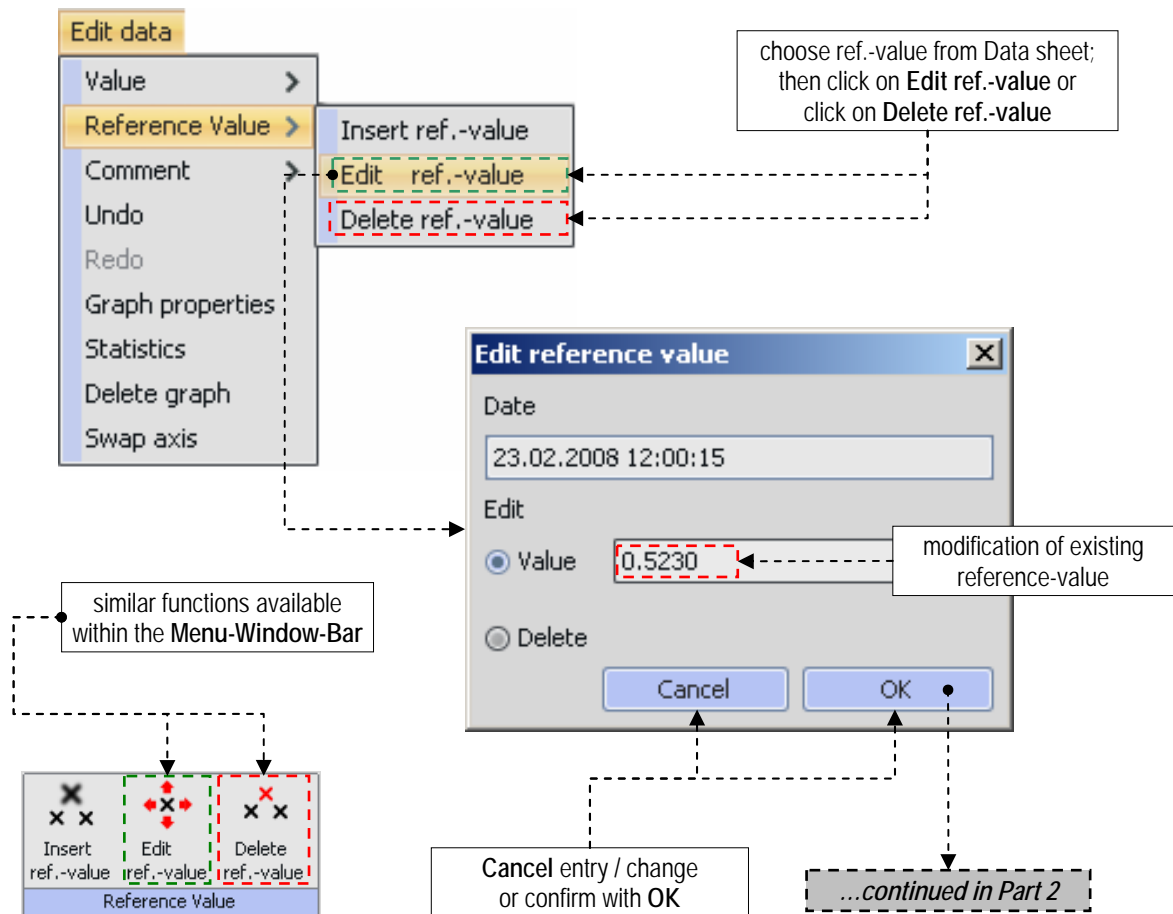 Edit data
Value
Reference Value
Comment
Undo
Redo
Graph properties
Statistics
Delete graph
Swap axis
Insert ref.-value
Edit ref.-value
Delete ref.-value
choose ref.-value from Data sheet;
then click on Edit ref.-value or
click on Delete ref.-value
Edit reference value
Date
23.02.2008 12:00:15
Edit
Value
0.5230
modification of existing
reference-value
Delete
Cancel
OK
similar functions available
within the Menu-Window-Bar
Insert
ref.-value
Edit
ref.-value
Delete
ref.-value
Reference Value
Cancel entry / change
or confirm with OK
...continued in Part 2